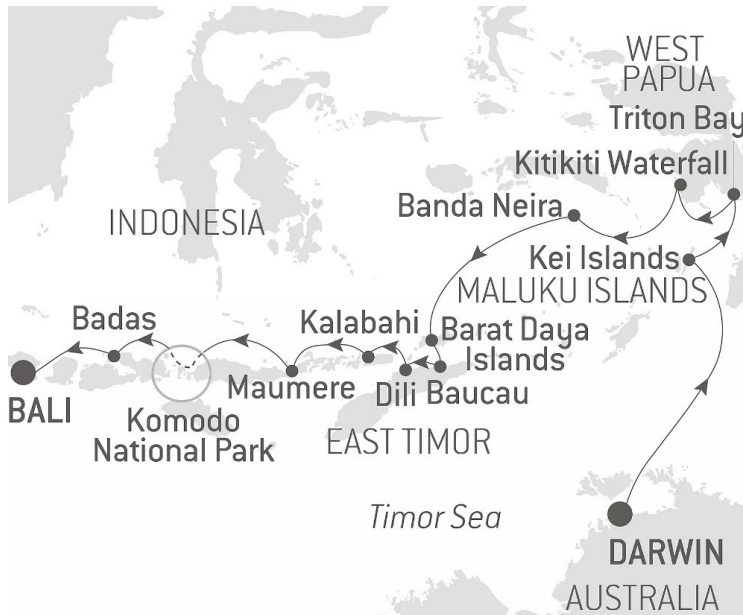 WEST
PAPUA
Triton Bay
Kitikiti Waterfall
Banda Neira
INDONESIA
Kei Islands
MALUKU ISLANDS
Badas
Kalabahi
Barat Daya
Islands
Maumere
Dili
Baucau
BALI
Komodo
National Park
EAST TIMOR
Timor Sea
DARWIN
AUSTRALIA